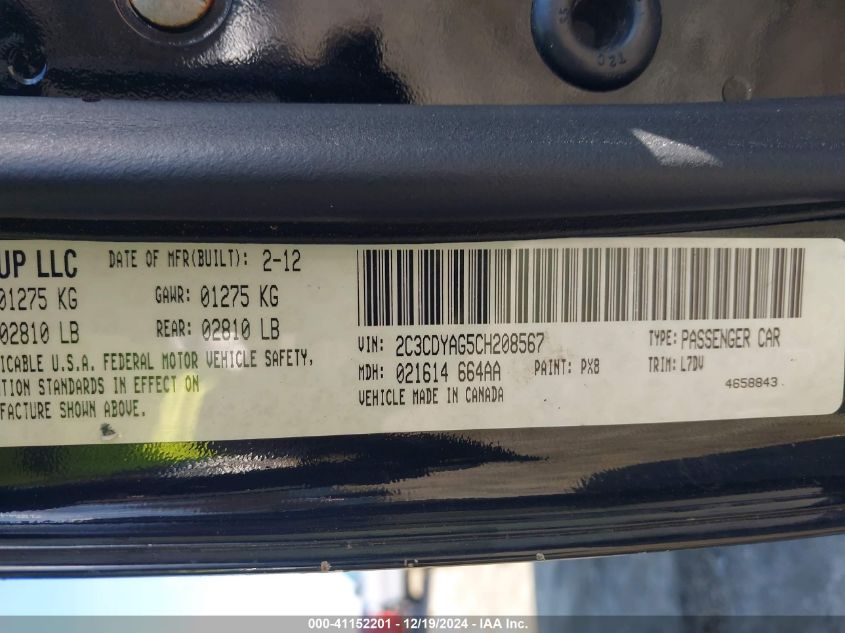 T20
UP LLC DATE OF MFR(BUILT): 2-12
01275 KG GAWR: 01275 KG
02810 LB REAR: 02810 LB
ICABLE U.S.A. FEDERAL MOTOR VEHICLE SAFETY,
TION STANDARDS IN EFFECT ON
FACTURE SHOWN ABOVE.
VIN: 2C3CDYAG5CH208567 TYPE: PASSENGER CAR
MDH: 021614 664AA PAINT: PX8 TRIM: L7DV
VEHICLE MADE IN CANADA 4658843
000-41152201 - 12/19/2024 - IAA Inc.